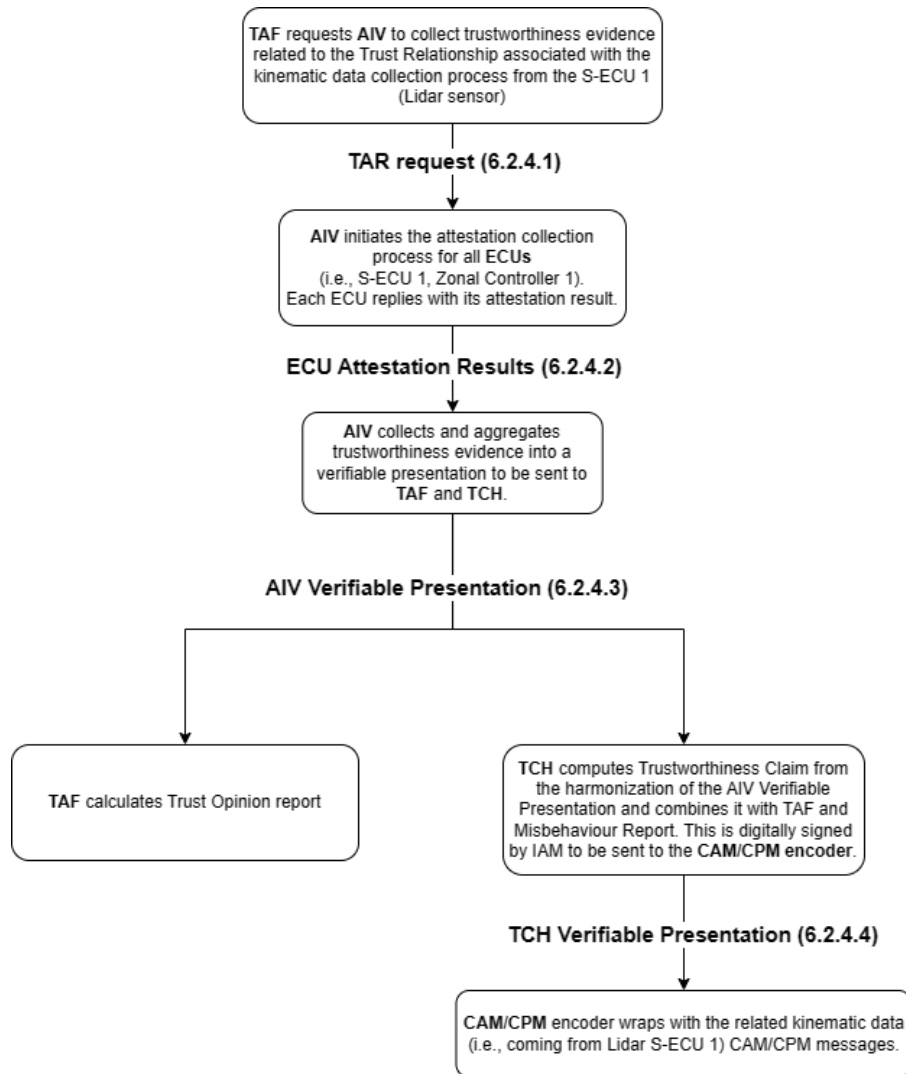 TAF requests AIV to collect trustworthiness evidence
related to the Trust Relationship associated with the
kinematic data collection process from the S-ECU 1
(Lidar sensor)
TAR request (6.2.4.1)
AIV initiates the attestation collection
process for all ECUs
(i.e., S-ECU 1, Zonal Controller 1).
Each ECU replies with its attestation result.
ECU Attestation Results (6.2.4.2)
AIV collects and aggregates
trustworthiness evidence into a
verifiable presentation to be sent to
TAF and TCH.
AIV Verifiable Presentation (6.2.4.3)
TAF calculates Trust Opinion report
TCH computes Trustworthiness Claim from
the harmonization of the AIV Verifiable
Presentation and combines it with TAF and
Misbehaviour Report. This is digitally signed
by IAM to be sent to the CAM/CPM encoder.
TCH Verifiable Presentation (6.2.4.4)
CAM/CPM encoder wraps with the related kinematic data
(i.e., coming from Lidar S-ECU 1) CAM/CPM messages.